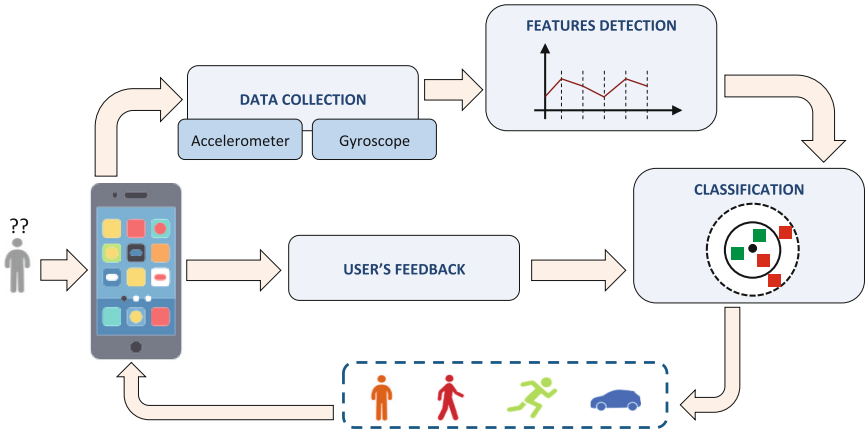 FEATURES DETECTION
DATA COLLECTION
Accelerometer
Gyroscope
CLASSIFICATION
??
USER'S FEEDBACK